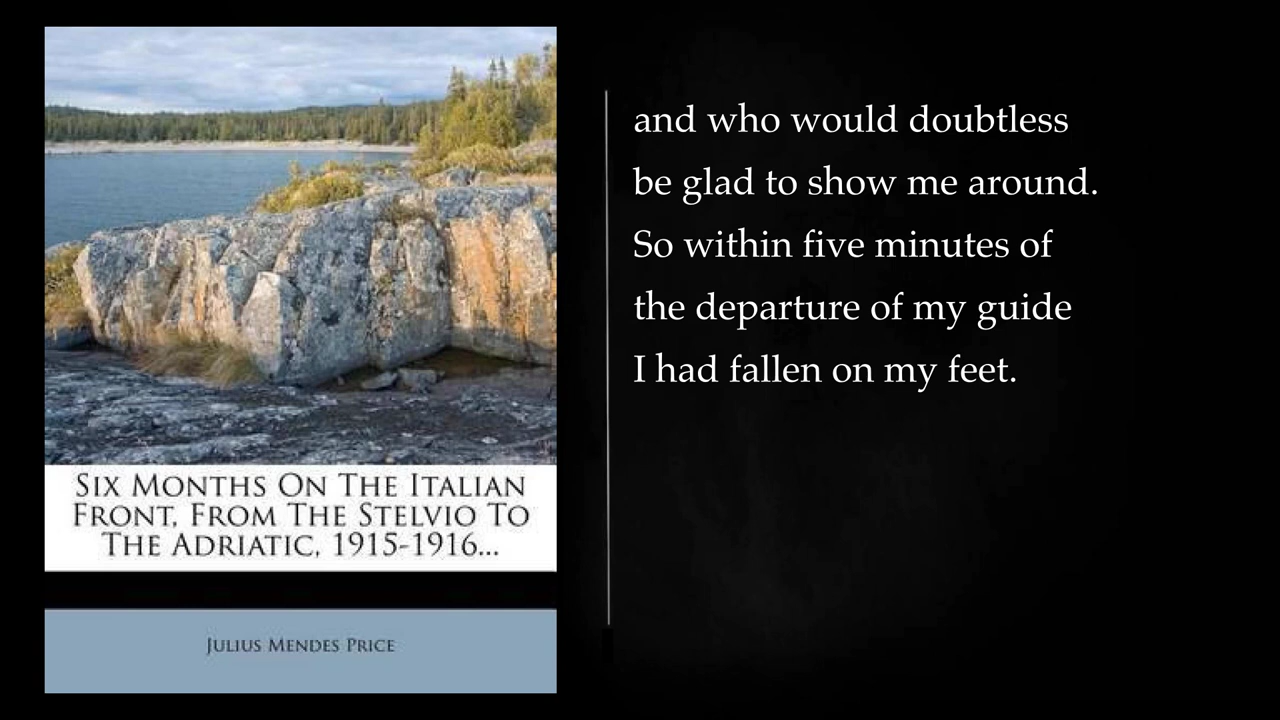 Six Months On The Italian
Front, From The Stelvio To
The Adriatic, 1915-1916...
Julius Mendes Price
and who would doubtless
be glad to show me around.
So within five minutes of
the departure of my guide
I had fallen on my feet.